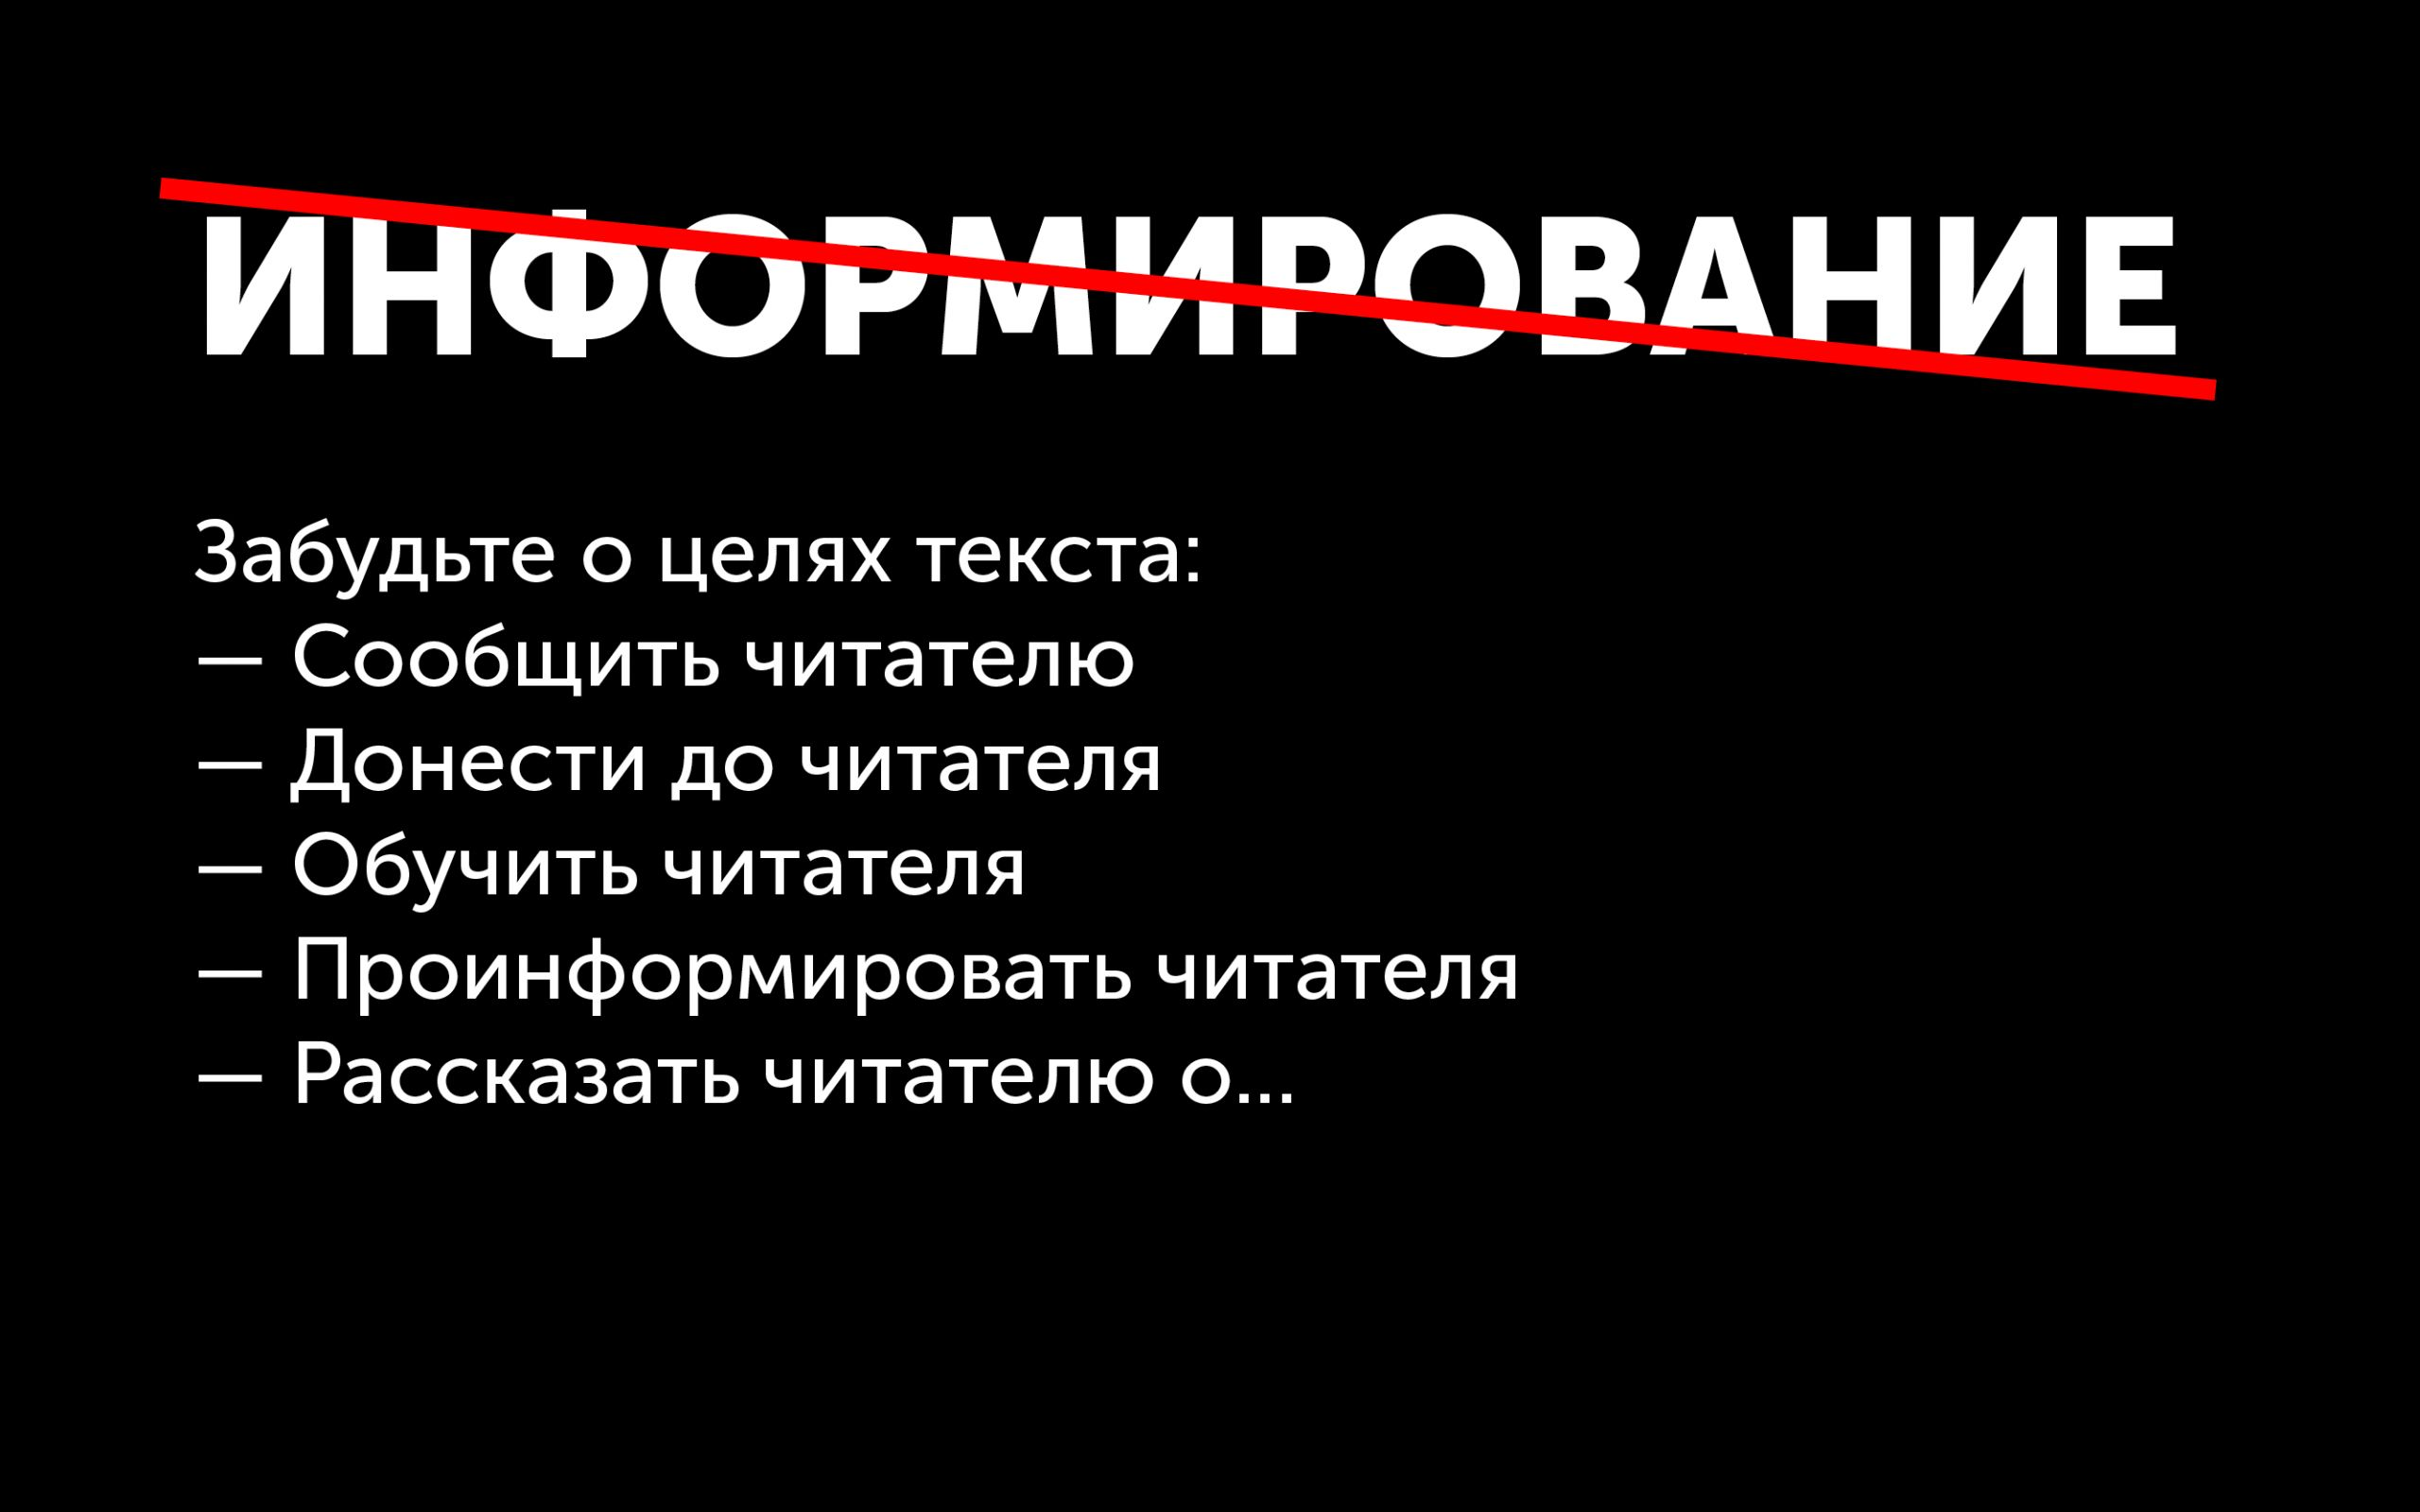 ИНФОРМИРОВАНИЕ
Забудьте о целях текста:
— Сообщить читателю
— Донести до читателя
— Обучить читателя
— Проинформировать читателя
— Рассказать читателю о...